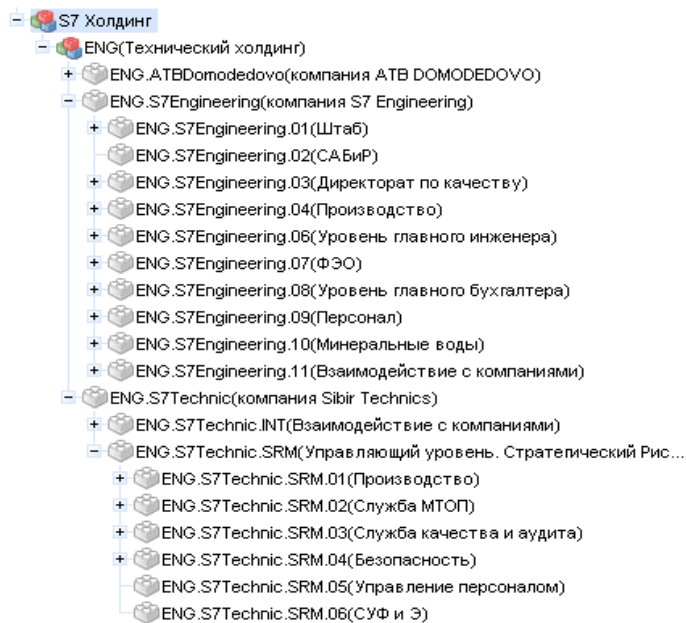 S7 Холдинг
ENG(Технический холдинг)
ENG.ATBDomodedovo(компания ATB DOMODEDOVO)
ENG.S7Engineering(компания S7 Engineering)
ENG.S7Engineering.01(Штаб)
ENG.S7Engineering.02(САБиР)
ENG.S7Engineering.03(Директорат по качеству)
ENG.S7Engineering.04(Производство)
ENG.S7Engineering.06(Уровень главного инженера)
ENG.S7Engineering.07(ФЭО)
ENG.S7Engineering.08(Уровень главного бухгалтера)
ENG.S7Engineering.09(Персонал)
ENG.S7Engineering.10(Минеральные воды)
ENG.S7Engineering.11(Взаимодействие с компаниями)
ENG.S7Technic(компания Sibir Technics)
ENG.S7Technic.INT(Взаимодействие с компаниями)
ENG.S7Technic.SRM(Управляющий уровень. Стратегический Рис...
ENG.S7Technic.SRM.01(Производство)
ENG.S7Technic.SRM.02(Служба МТОП)
ENG.S7Technic.SRM.03(Служба качества и аудита)
ENG.S7Technic.SRM.04(Безопасность)
ENG.S7Technic.SRM.05(Управление персоналом)
ENG.S7Technic.SRM.06(СУФ и Э)